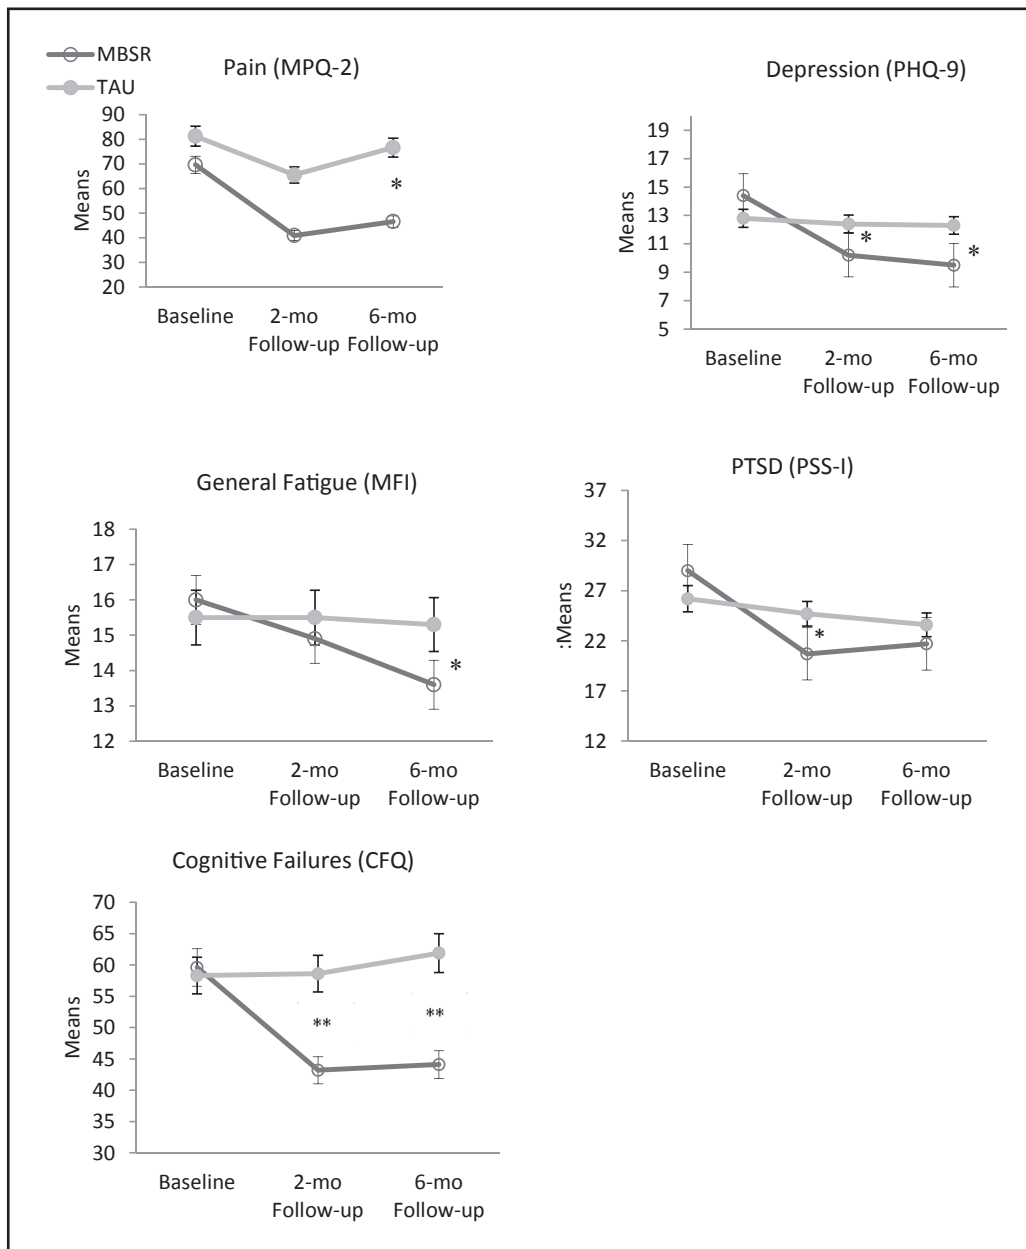 MBSR
TAU
Pain (MPQ-2)
Means
90
80
70
60
50
40
30
20
*
Baseline
2-mo
Follow-up
6-mo
Follow-up
Depression (PHQ-9)
Means
19
17
15
13
11
9
7
5
*
*
Baseline
2-mo
Follow-up
6-mo
Follow-up
General Fatigue (MFI)
Means
18
17
16
15
14
13
12
*
Baseline
2-mo
Follow-up
6-mo
Follow-up
PTSD (PSS-I)
:Means
37
32
27
22
17
12
*
Baseline
2-mo
Follow-up
6-mo
Follow-up
Cognitive Failures (CFQ)
Means
70
65
60
55
50
45
40
35
30
**
**
Baseline
2-mo
Follow-up
6-mo
Follow-up